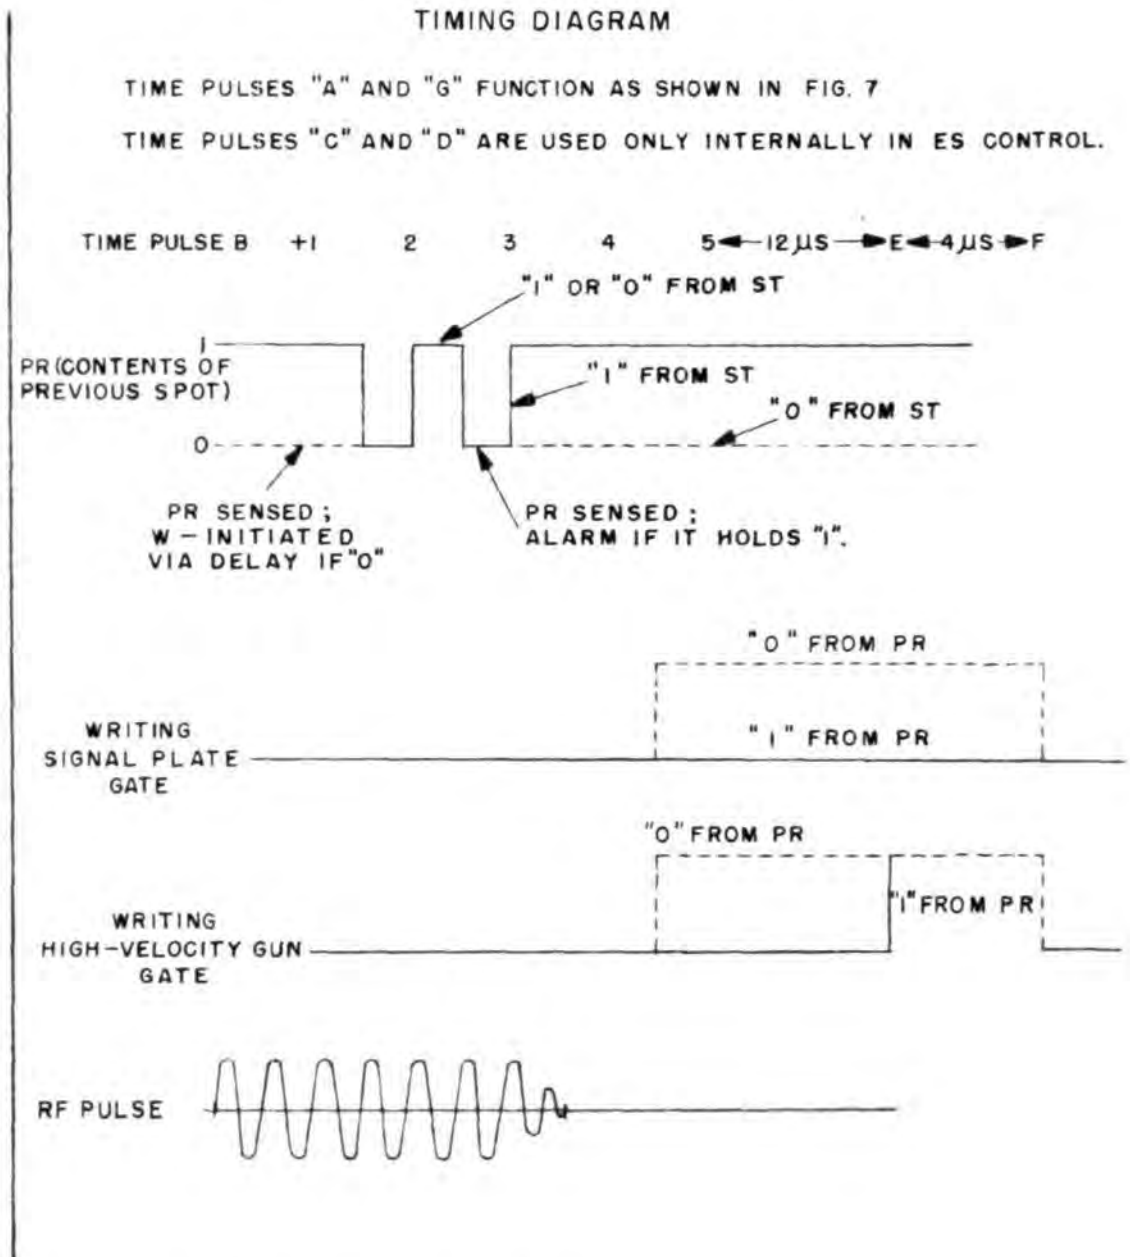 TIMING DIAGRAM
TIME PULSES "A" AND "G" FUNCTION AS SHOWN IN FIG. 7
TIME PULSES "C" AND "D" ARE USED ONLY INTERNALLY IN ES CONTROL.
TIME PULSE B +1 2 3 4 5 12 µS E 4 µS F
"1" OR "0" FROM ST
1
PR (CONTENTS OF
PREVIOUS SPOT)
"1" FROM ST
"0" FROM ST
0
PR SENSED;
W-INITIATED
VIA DELAY IF "0"
PR SENSED;
ALARM IF IT HOLDS "1".
"0" FROM PR
WRITING
SIGNAL PLATE
GATE
"1" FROM PR
"0" FROM PR
WRITING
HIGH-VELOCITY GUN
GATE
"1" FROM PR
RF PULSE